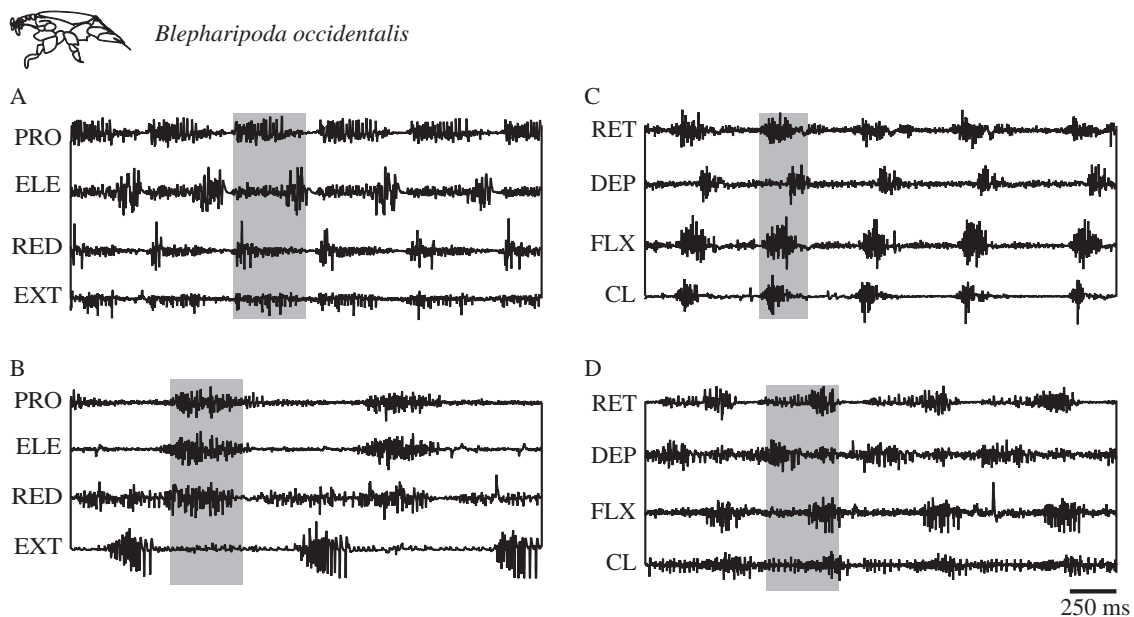 Blepharipoda occidentalis
A
PRO
ELE
RED
EXT
B
PRO
ELE
RED
EXT
C
RET
DEP
FLX
CL
D
RET
DEP
FLX
CL
250 ms